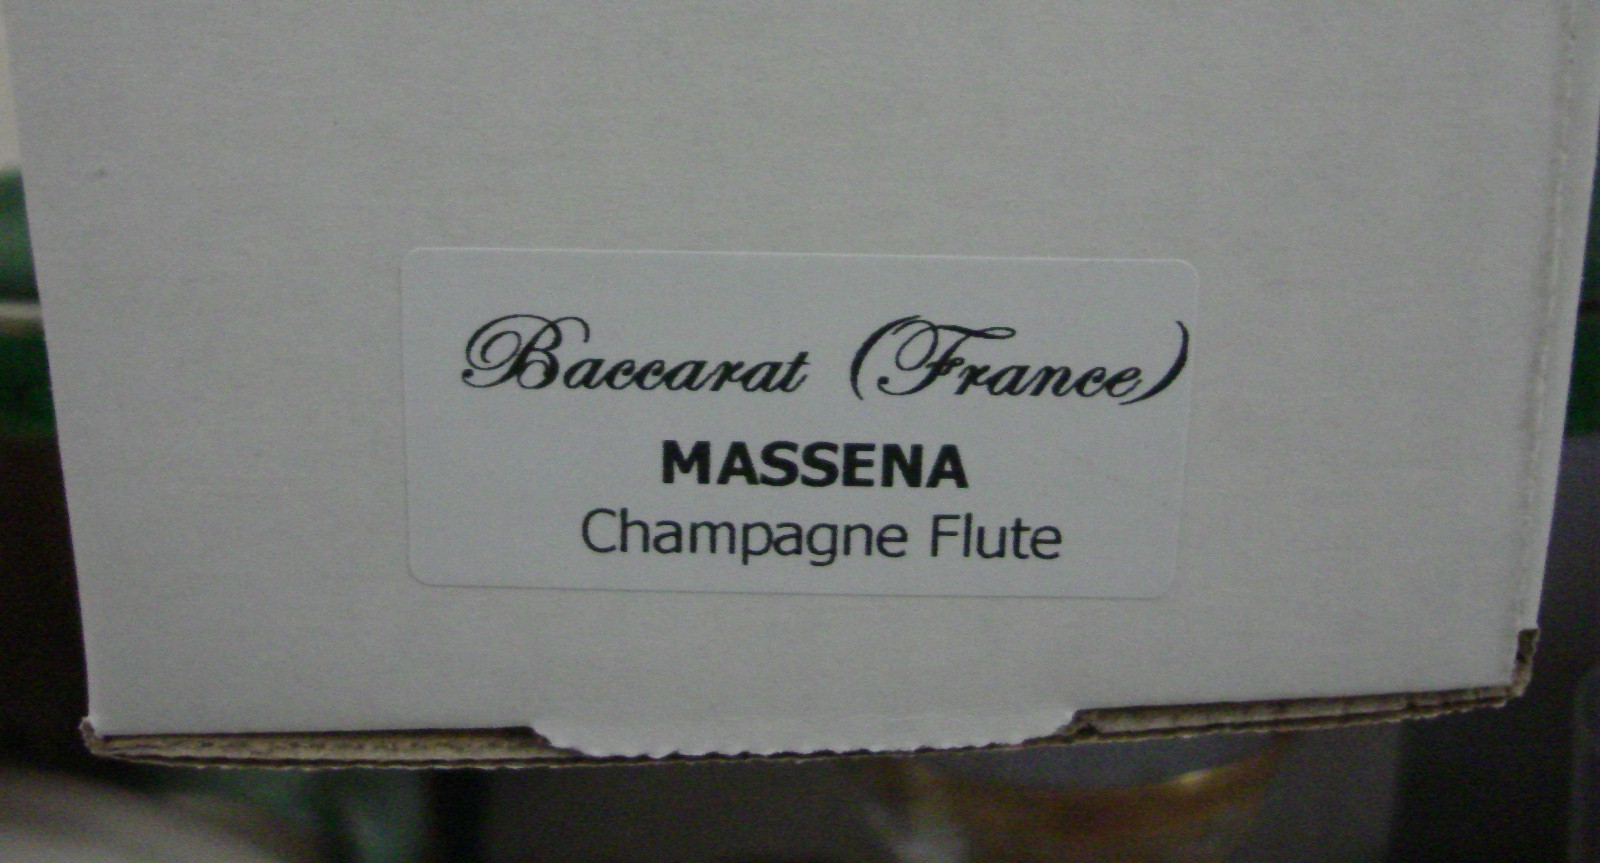 Baccarat (France)
MASSENA
Champagne Flute